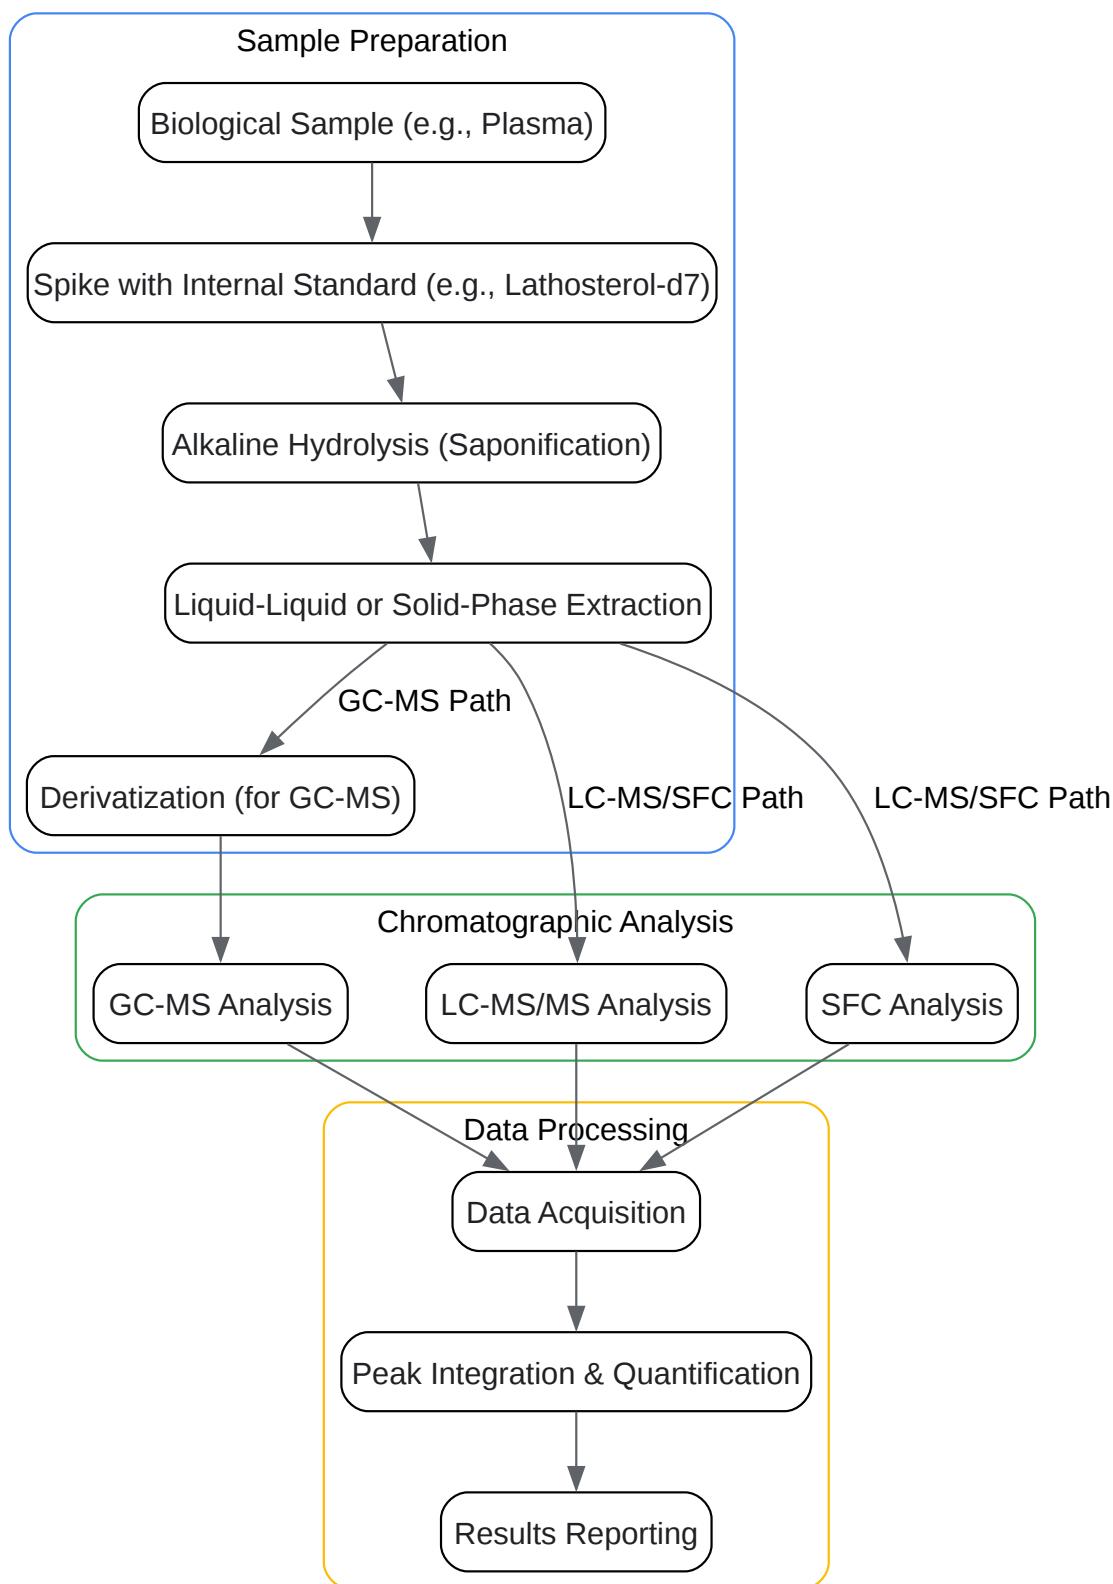 Sample Preparation
Biological Sample (e.g., Plasma)
Spike with Internal Standard (e.g., Lathosterol-d7)
Alkaline Hydrolysis (Saponification)
Liquid-Liquid or Solid-Phase Extraction
GC-MS Path
Derivatization (for GC-MS)
LC-MS/SFC Path
LC-MS/SFC Path
Chromatographic Analysis
GC-MS Analysis
LC-MS/MS Analysis
SFC Analysis
Data Processing
Data Acquisition
Peak Integration & Quantification
Results Reporting